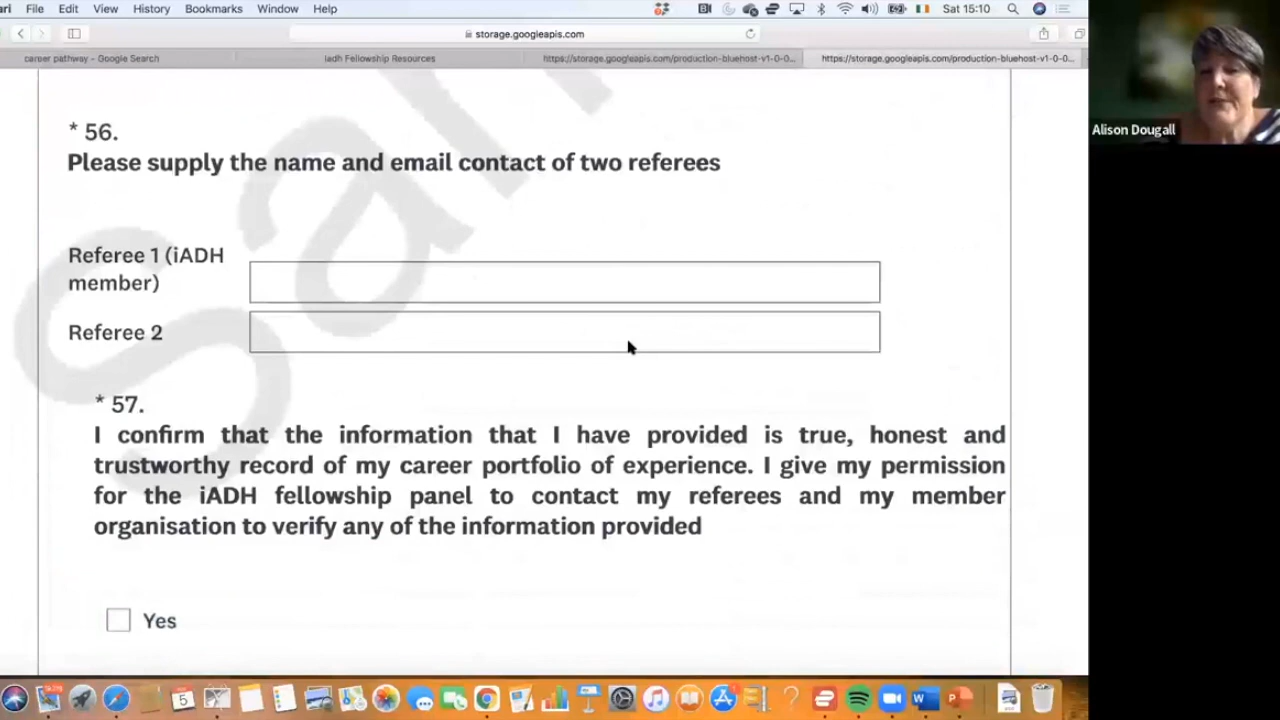 ari File Edit View History Bookmarks Window Help Sat 15:10
storage.googleapis.com
career pathway - Google Search
Iadh Fellowship Resources
https://storage.googleapis.com/production-bluehost-v1-0-0...
https://storage.googleapis.com/production-bluehost-v1-0-0...
* 56.
Please supply the name and email contact of two referees
Referee 1 (iADH
member)
Referee 2
* 57.
I confirm that the information that I have provided is true, honest and
trustworthy record of my career portfolio of experience. I give my permission
for the iADH fellowship panel to contact my referees and my member
organisation to verify any of the information provided
Yes
Alison Dougall
5